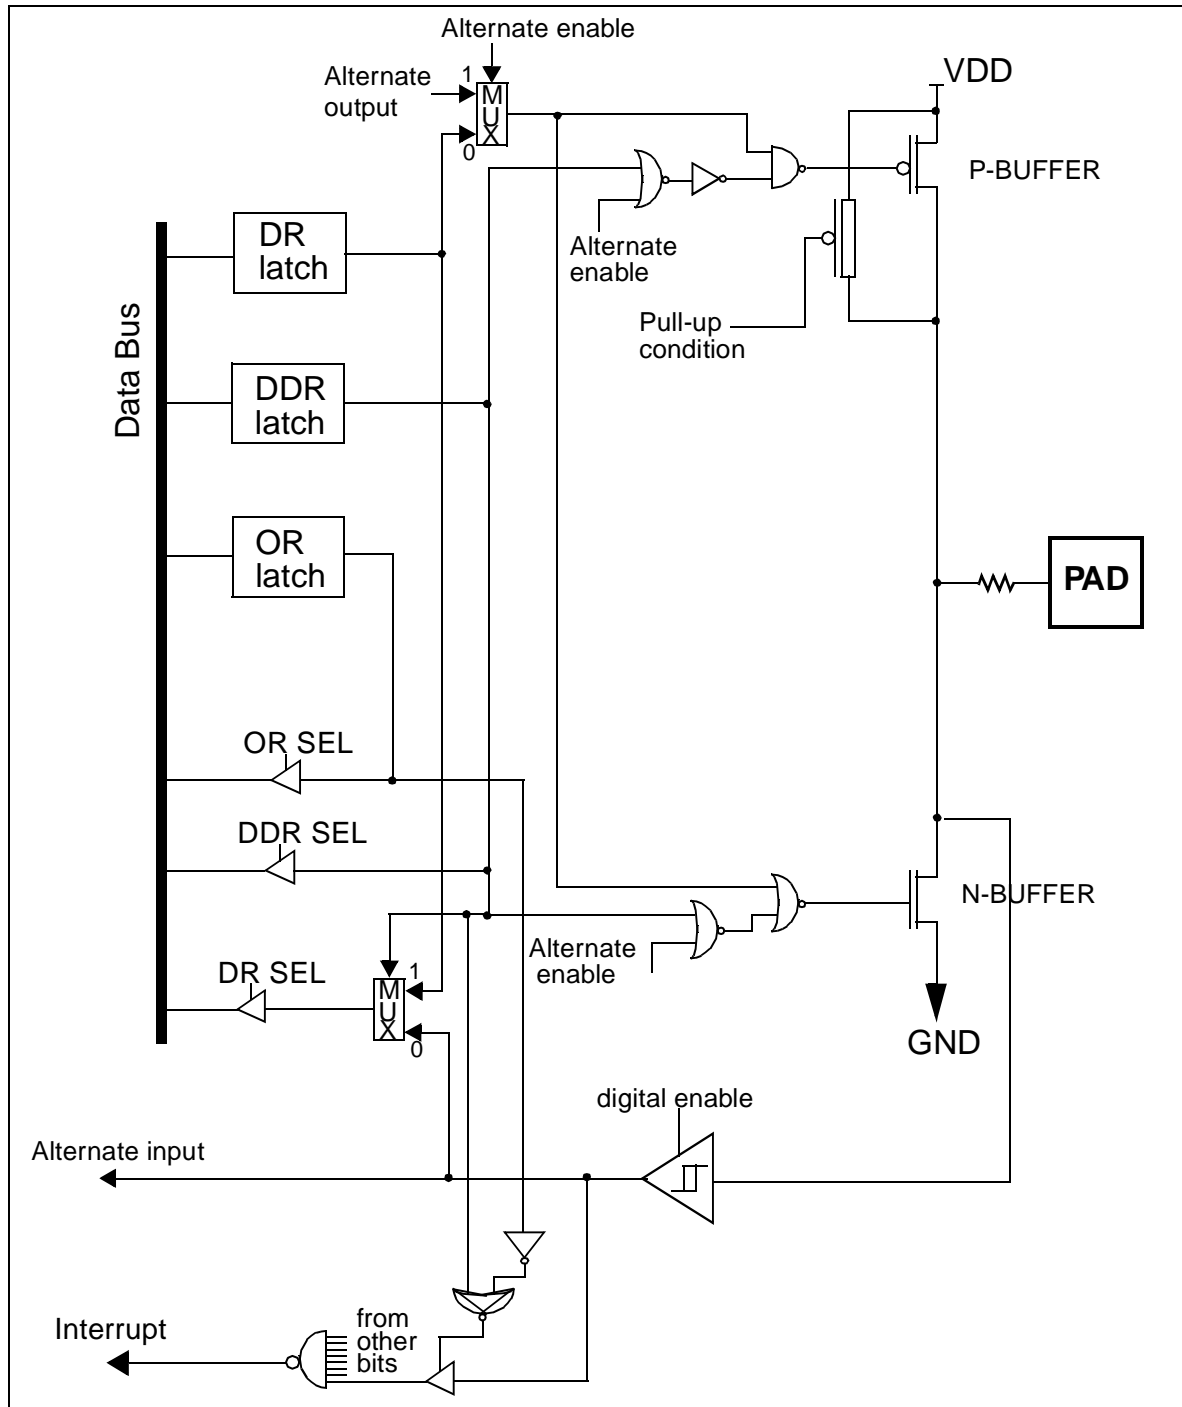 Alternate enable
Alternate
output
1
MUX
0
VDD
P-BUFFER
DR
latch
Alternate
enable
Pull-up
condition
Data Bus
DDR
latch
OR
latch
PAD
OR SEL
DDR SEL
N-BUFFER
Alternate
enable
DR SEL
1
MUX
0
GND
digital enable
Alternate input
Interrupt
from
other
bits